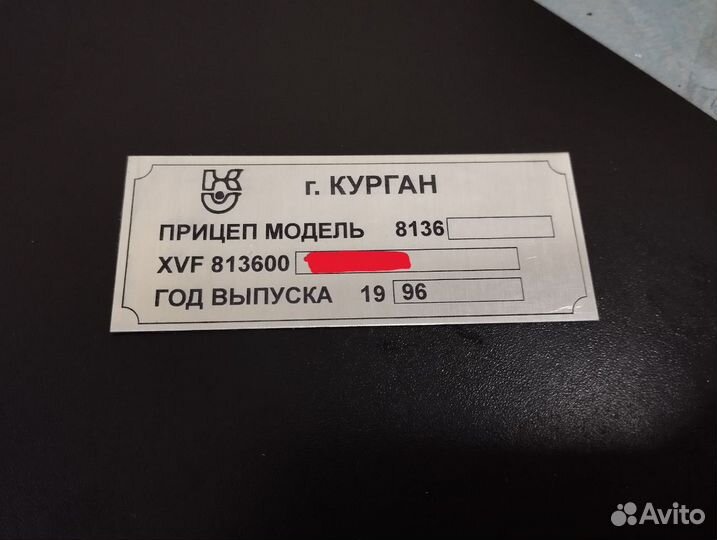 г. КУРГАН
ПРИЦЕП МОДЕЛЬ 8136
XVF 813600
ГОД ВЫПУСКА 19 96
Avito